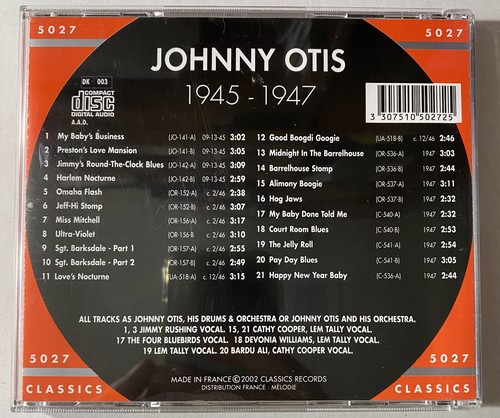 5027
5027
JOHNNY OTIS
1945 - 1947
DK 003
COMPACT
disc
DIGITAL AUDIO
A.A.D.
3 307510 502725
1 My Baby's Business (JO-141-A) 09-13-45 3:02
2 Preston's Love Mansion (JO-141-B) 09-13-45 3:05
3 Jimmy's Round-The-Clock Blues (JO-142-A) 09-13-45 3:09
4 Harlem Nocturne (JO-142-B) 09-13-45 2:59
5 Omaha Flash (OR-152-A) c. 2/46 2:38
6 Jeff-Hi Stomp (OR-152-B) c. 2/46 3:07
7 Miss Mitchell (OR-156-A) c. 2/46 3:17
8 Ultra-Violet (OR-156-B) c. 2/46 3:10
9 Sgt. Barksdale - Part 1 (OR-157-A c. 2/46 2:55
10 Sgt. Barksdale - Part 2 (OR-157-B) c. 2/46 2:49
11 Love's Nocturne (UA-518-A) c. 12/46 3:15
12 Good Boogdi Googie (UA-518-B) c. 12/46 2:46
13 Midnight In The Barrelhouse (OR-536-A) 1947 3:03
14 Barrelhouse Stomp (OR-536-B) 1947 2:44
15 Alimony Boogie (OR-537-A) 1947 3:11
16 Hog Jaws (OR-537-B) 1947 2:32
17 My Baby Done Told Me (C-540-A) 1947 2:32
18 Court Room Blues (C-540-B) 1947 2:53
19 The Jelly Roll (C-541-A) 1947 2:54
20 Pay Day Blues (C-541-B) 1947 3:05
21 Happy New Year Baby (C-536-A) 1947 2:44
ALL TRACKS AS JOHNNY OTIS, HIS DRUMS & ORCHESTRA OR JOHNNY OTIS AND HIS ORCHESTRA.
1, 3 JIMMY RUSHING VOCAL. 15, 21 CATHY COOPER, LEM TALLY VOCAL.
17 THE FOUR BLUEBIRDS VOCAL. 18 DEVONIA WILLIAMS, LEM TALLY VOCAL.
19 LEM TALLY VOCAL. 20 BARDU ALI, CATHY COOPER VOCAL.
5027
5027
CLASSICS
CLASSICS
MADE IN FRANCE ©2002 CLASSICS RECORDS
DISTRIBUTION FRANCE : MÉLODIE